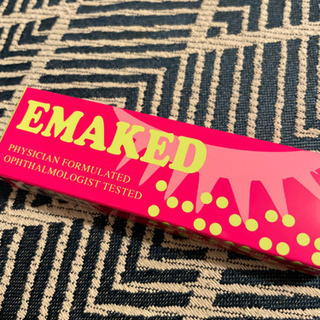 EMAKED
PHYSICIAN FORMULATED
OPHTHALMOLOGIST TESTED